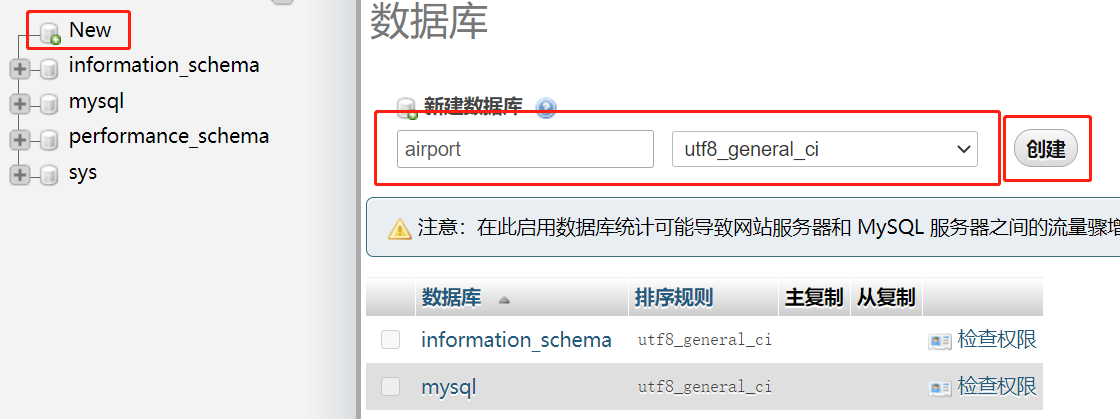 New
information_schema
mysql
performance_schema
sys
数据库
新建数据库
airport utf8_general_ci 创建
注意：在此启用数据库统计可能导致网站服务器和 MySQL 服务器之间的流量骤增
数据库 排序规则 主复制 从复制
information_schema utf8_general_ci 检查权限
mysql utf8_general_ci 检查权限